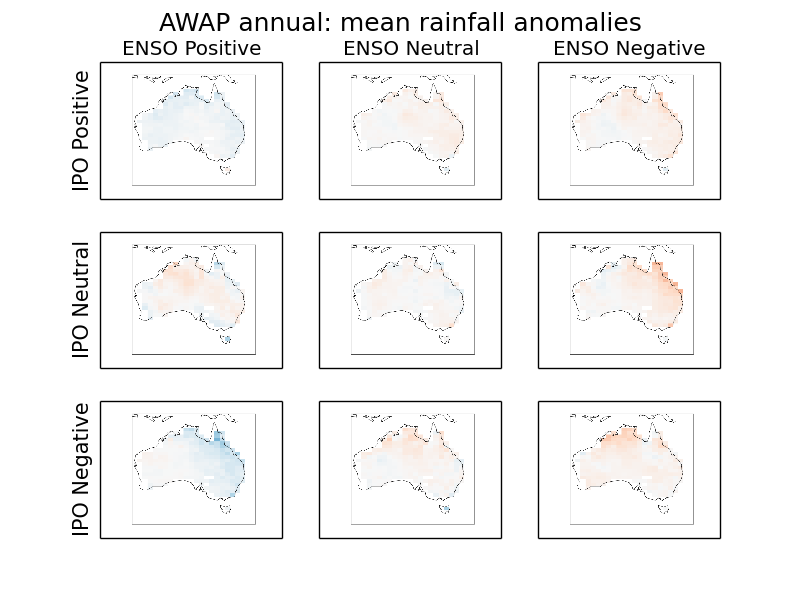 AWAP annual: mean rainfall anomalies
ENSO Positive
ENSO Neutral
ENSO Negative
IPO Positive
IPO Neutral
IPO Negative